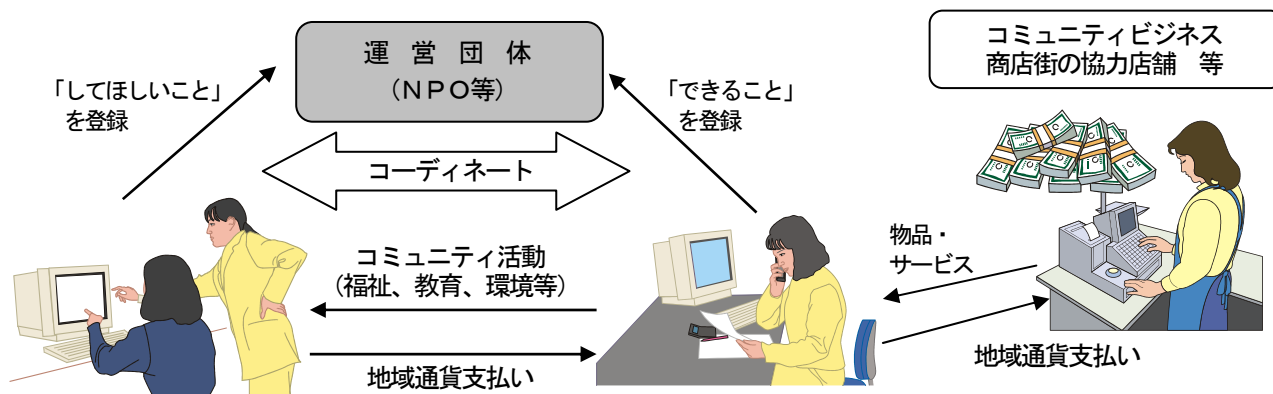 運 営 団 体
（ＮＰＯ等）
コミュニティビジネス
商店街の協力店舗　等
「してほしいこと」
を登録
「できること」
を登録
コーディネート
コミュニティ活動
（福祉、教育、環境等）
地域通貨支払い
物品・
サービス
地域通貨支払い